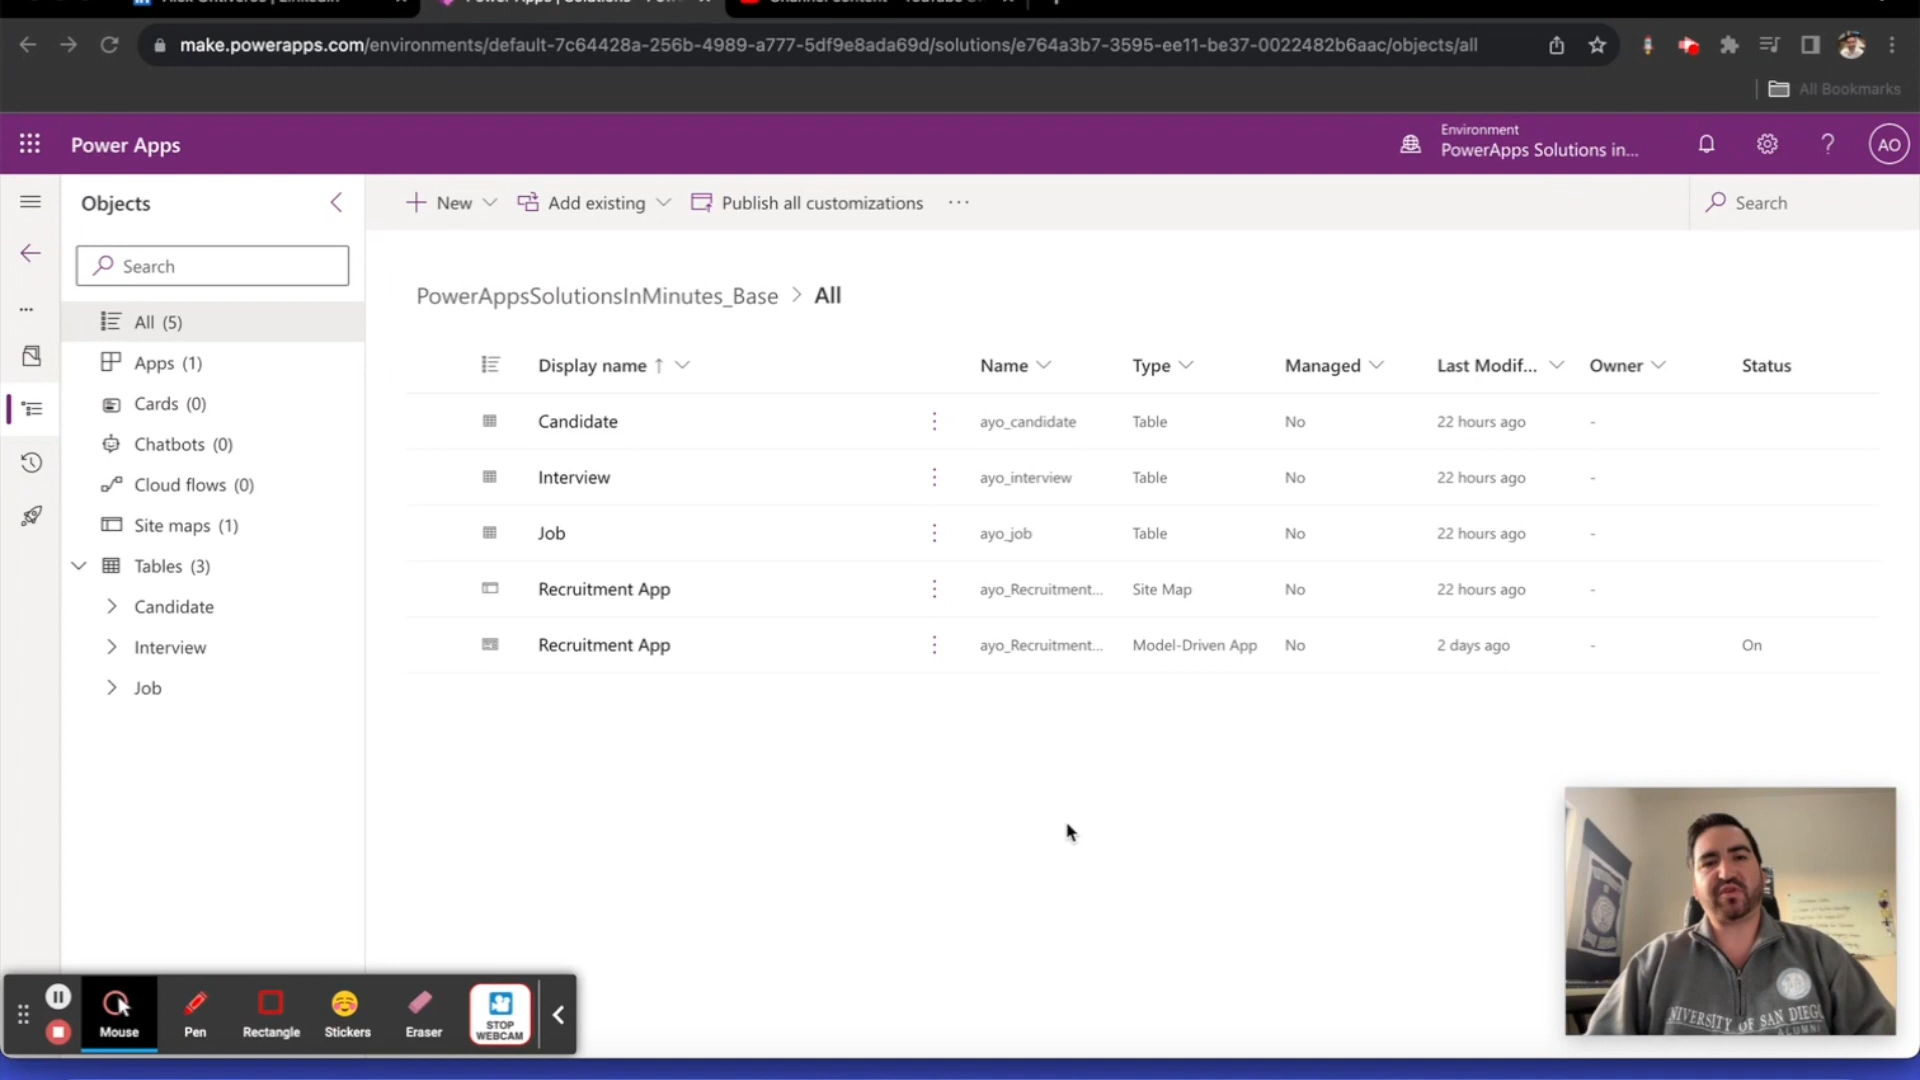 make.powerapps.com/environments/default-7c64428a-256b-4989-a777-5df9e8ada69d/solutions/e764a3b7-3595-ee11-be37-0022482b6aac/objects/all
All Bookmarks
Power Apps
Environment
PowerApps Solutions in...
AO
Objects
New
Add existing
Publish all customizations
Search
Search
PowerAppsSolutionsInMinutes_Base > All
All (5)
Apps (1)
Cards (0)
Chatbots (0)
Cloud flows (0)
Site maps (1)
Tables (3)
Candidate
Interview
Job
Display name Name Type Managed Last Modif... Owner Status
Candidate ayo_candidate Table No 22 hours ago -
Interview ayo_interview Table No 22 hours ago -
Job ayo_job Table No 22 hours ago -
Recruitment App ayo_Recruitment... Site Map No 22 hours ago -
Recruitment App ayo_Recruitment... Model-Driven App No 2 days ago - On
Mouse
Pen
Rectangle
Stickers
Eraser
STOP
WEBCAM
UNIVERSITY OF SAN DIEGO
ALUMNI